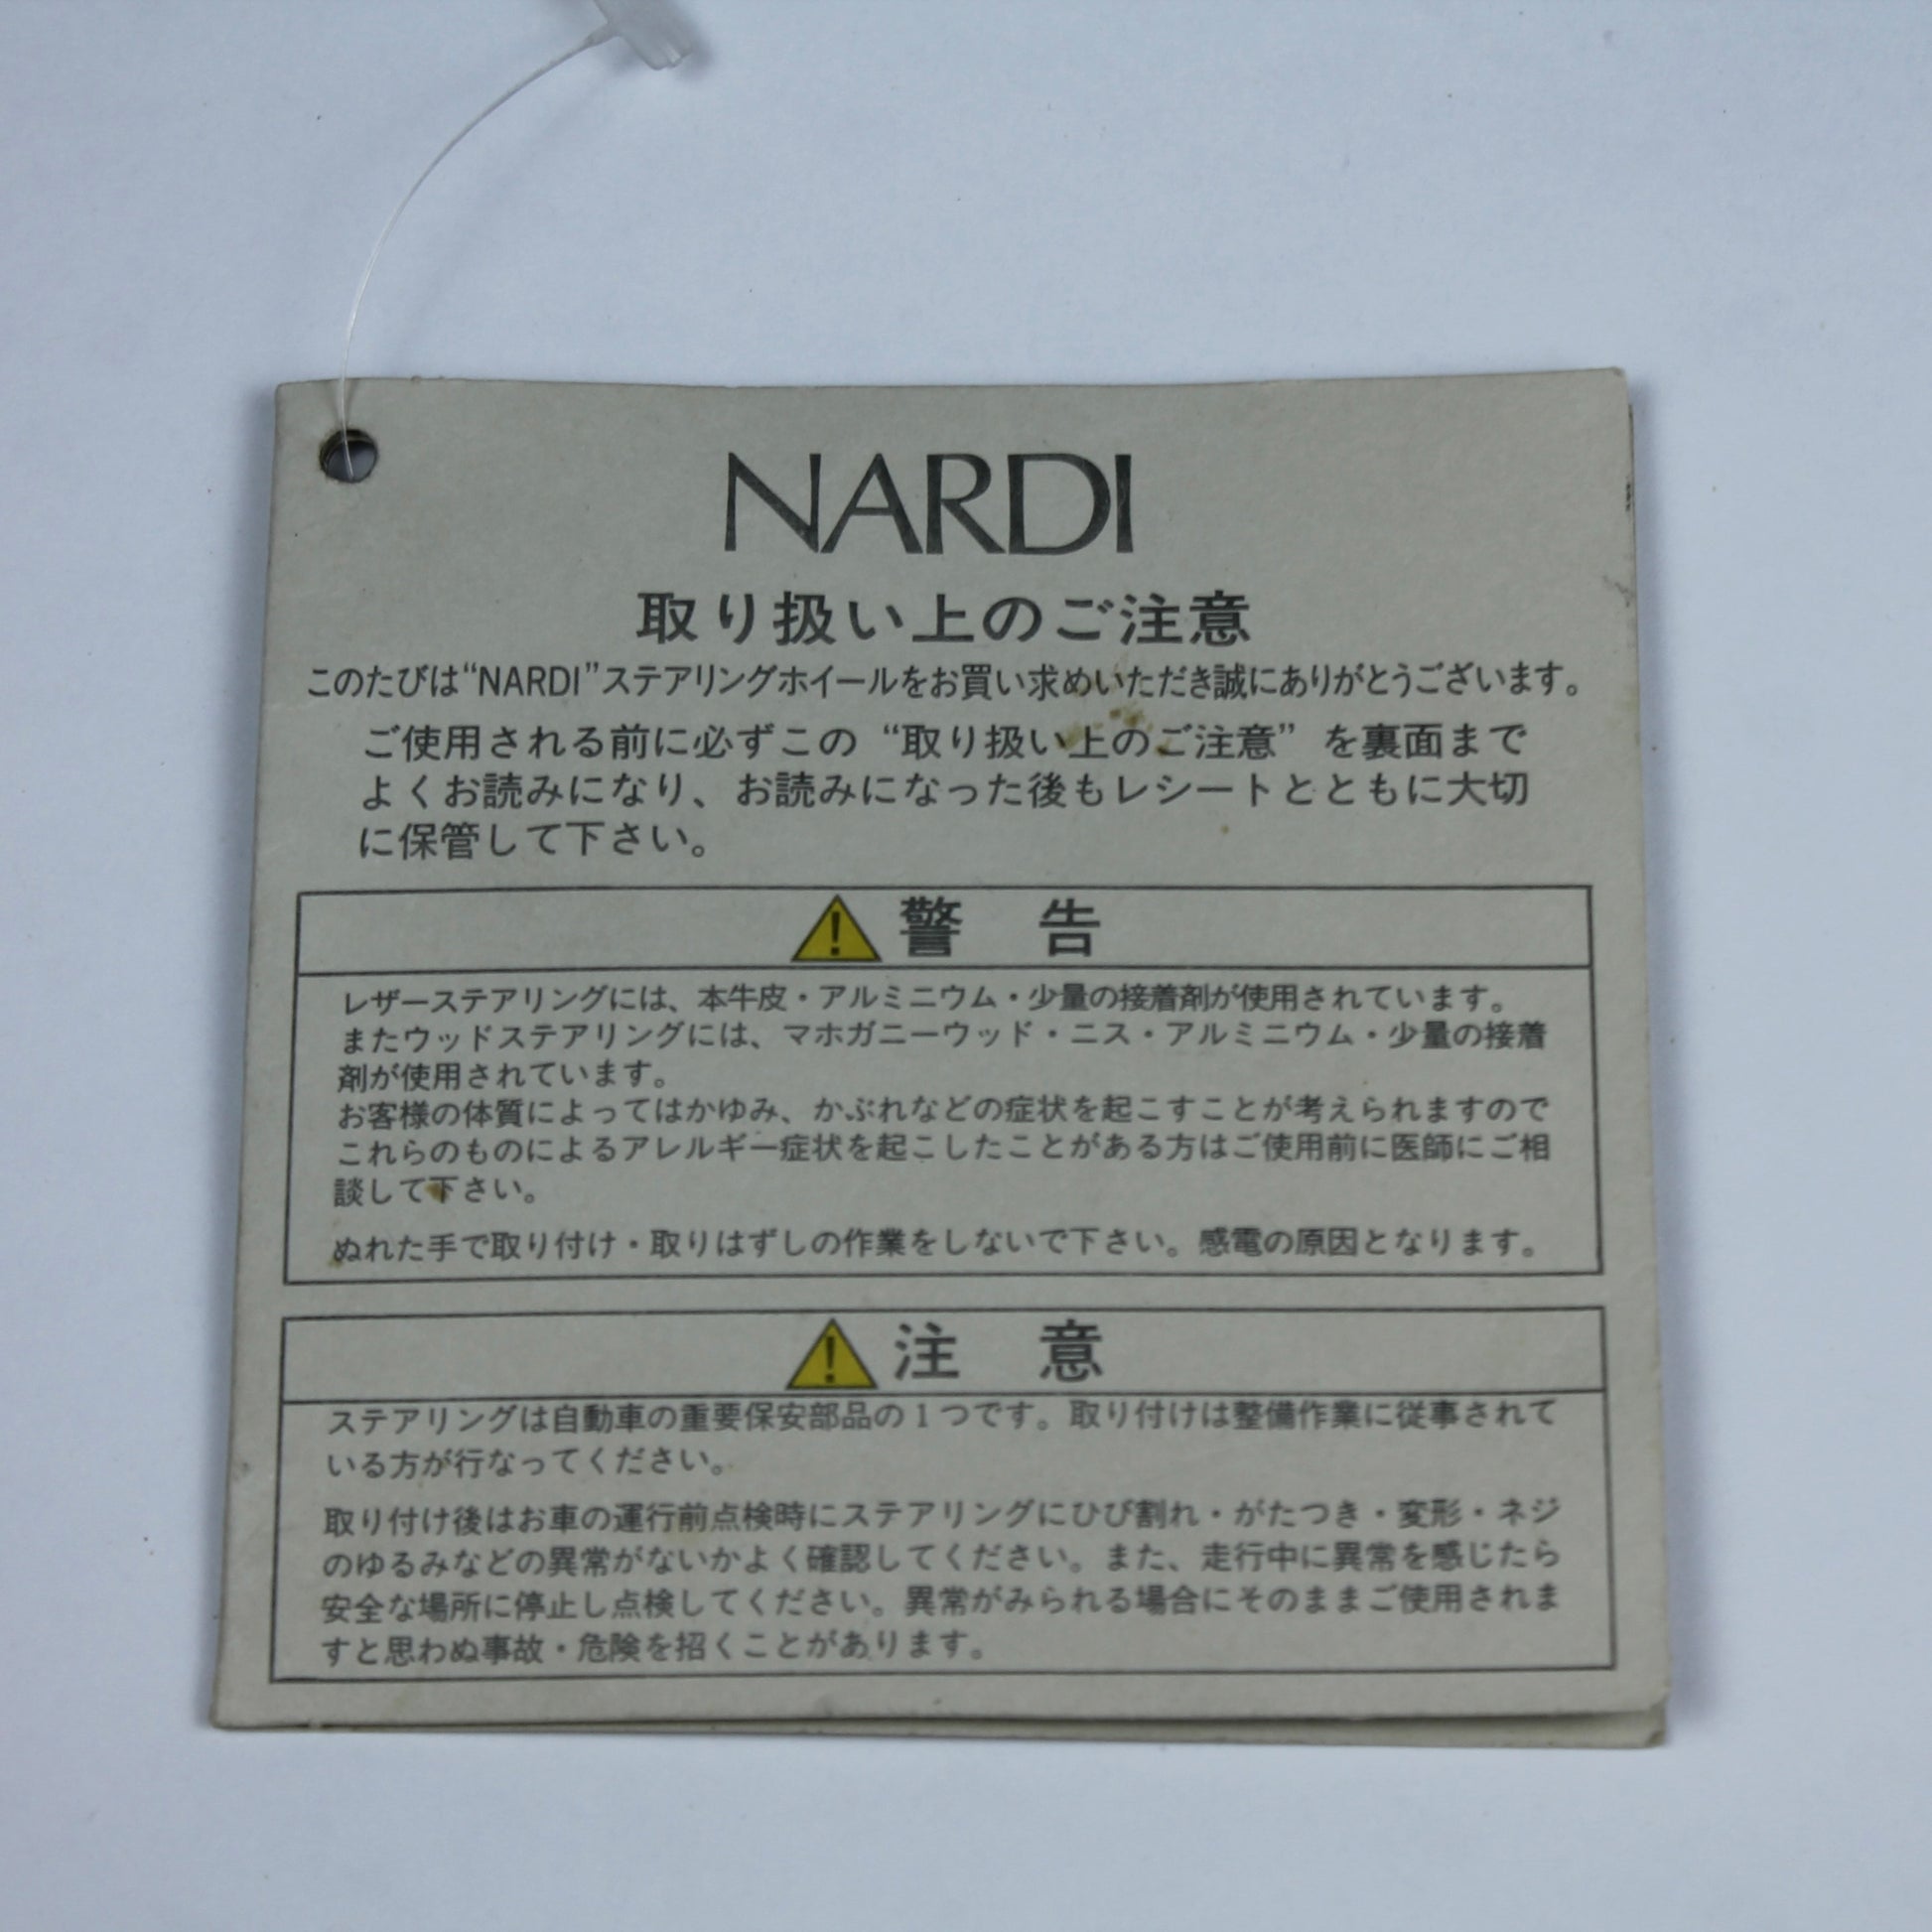 NARDI
取り扱い上のご注意
このたびは“NARDI”ステアリングホイールをお買い求めいただき誠にありがとうございます。
ご使用される前に必ずこの“取り扱い上のご注意”を裏面まで
よくお読みになり、お読みになった後もレシートとともに大切
に保管して下さい。
警 告
レザーステアリングには、本牛皮・アルミニウム・少量の接着剤が使用されています。
またウッドステアリングには、マホガニーウッド・ニス・アルミニウム・少量の接着
剤が使用されています。
お客様の体質によってはかゆみ、かぶれなどの症状を起こすことが考えられますので
これらのものによるアレルギー症状を起こしたことがある方はご使用前に医師にご相
談して下さい。
ぬれた手で取り付け・取りはずしの作業をしないで下さい。感電の原因となります。
注 意
ステアリングは自動車の重要保安部品の1つです。取り付けは整備作業に従事されて
いる方が行なってください。
取り付け後はお車の運行前点検時にステアリングにひび割れ・がたつき・変形・ネジ
のゆるみなどの異常がないかよく確認してください。また、走行中に異常を感じたら
安全な場所に停止し点検してください。異常がみられる場合にそのままご使用されま
すと思わぬ事故・危険を招くことがあります。